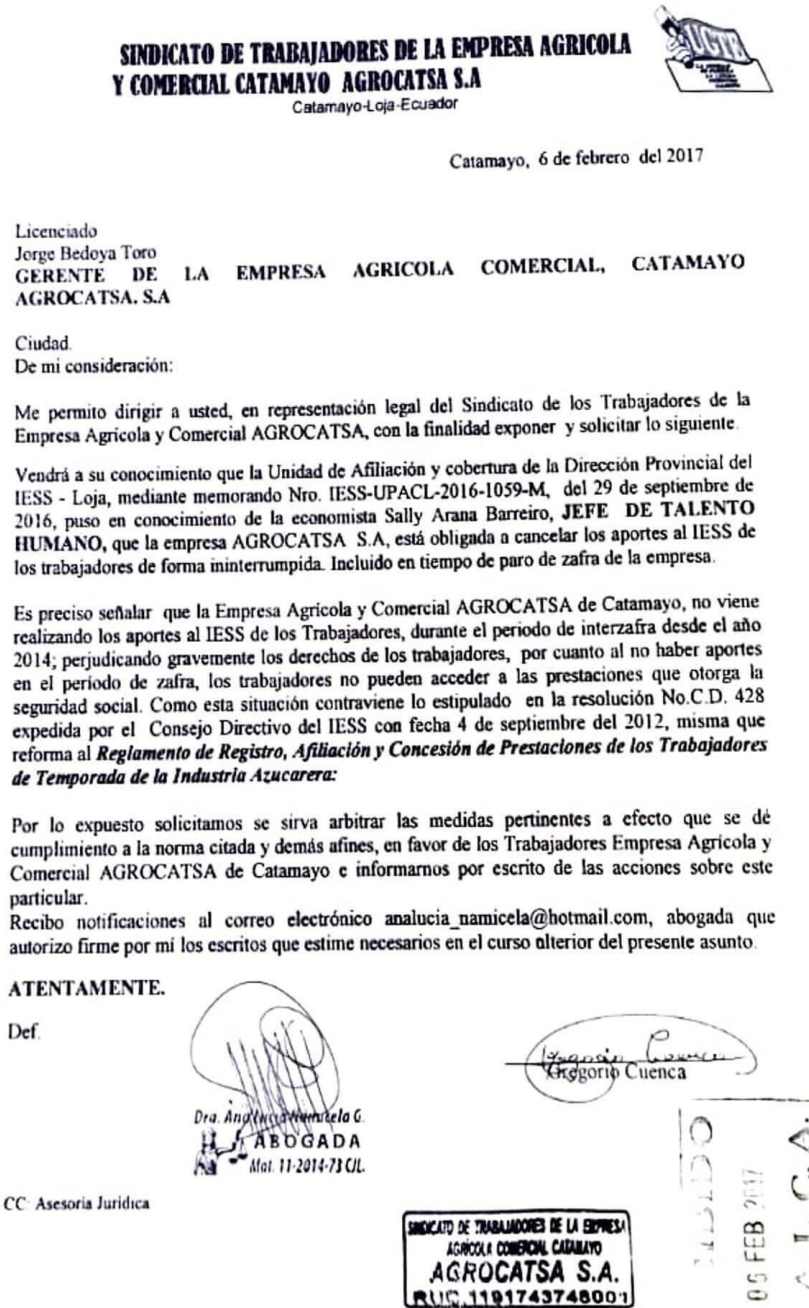 SINDICATO DE TRABAJADORES DE LA EMPRESA AGRICOLA
Y COMERCIAL CATAMAYO AGROCATSA S.A
Catamayo-Loja-Ecuador
UGTE
Catamayo, 6 de febrero del 2017
Licenciado
Jorge Bedoya Toro
GERENTE DE LA EMPRESA AGRICOLA COMERCIAL, CATAMAYO
AGROCATSA. S.A
Ciudad.
De mi consideración:
Me permito dirigir a usted, en representación legal del Sindicato de los Trabajadores de la
Empresa Agrícola y Comercial AGROCATSA, con la finalidad exponer y solicitar lo siguiente.
Vendrá a su conocimiento que la Unidad de Afiliación y cobertura de la Dirección Provincial del
IESS - Loja, mediante memorando Nro. IESS-UPACL-2016-1059-M, del 29 de septiembre de
2016, puso en conocimiento de la economista Sally Arana Barreiro, JEFE DE TALENTO
HUMANO, que la empresa AGROCATSA S.A, está obligada a cancelar los aportes al IESS de
los trabajadores de forma ininterrumpida. Incluido en tiempo de paro de zafra de la empresa.
Es preciso señalar que la Empresa Agrícola y Comercial AGROCATSA de Catamayo, no viene
realizando los aportes al IESS de los Trabajadores, durante el periodo de interzafra desde el año
2014; perjudicando gravemente los derechos de los trabajadores, por cuanto al no haber aportes
en el período de zafra, los trabajadores no pueden acceder a las prestaciones que otorga la
seguridad social. Como esta situación contraviene lo estipulado en la resolución No.C.D. 428
expedida por el Consejo Directivo del IESS con fecha 4 de septiembre del 2012, misma que
reforma al Reglamento de Registro, Afiliación y Concesión de Prestaciones de los Trabajadores
de Temporada de la Industria Azucarera:
Por lo expuesto solicitamos se sirva arbitrar las medidas pertinentes a efecto que se dé
cumplimiento a la norma citada y demás afines, en favor de los Trabajadores Empresa Agrícola y
Comercial AGROCATSA de Catamayo e informarnos por escrito de las acciones sobre este
particular.
Recibo notificaciones al correo electrónico analucia_namicela@hotmail.com, abogada que
autorizo firme por mí los escritos que estime necesarios en el curso ulterior del presente asunto.
ATENTAMENTE.
Def.
Gregorio Cuenca
Gregorio Cuenca
Dra. Ana Lucía Namicela G.
ABOGADA
Mat. 11-2014-73 C/L.
CC: Asesoría Jurídica
SINDICATO DE TRABAJADORES DE LA EMPRESA
AGRÍCOLA COMERCIAL CATAMAYO
AGROCATSA S.A.
RUC. 1191743748001
06 FEB 2017